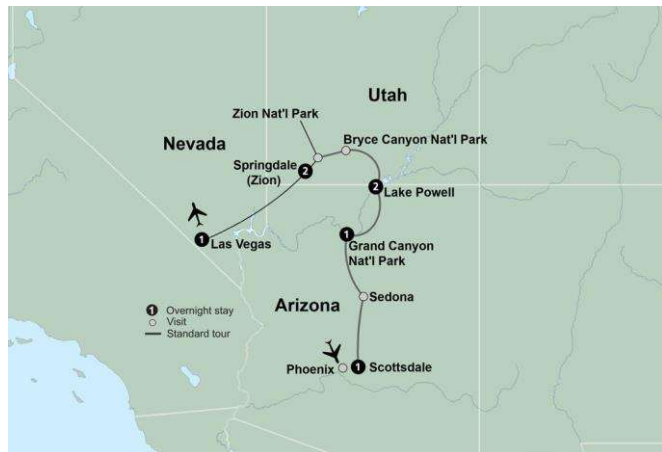 Utah
Zion Nat'l Park
Nevada
Bryce Canyon Nat'l Park
Springdale
(Zion)
2
2
Lake Powell
1
Las Vegas
1
Grand Canyon
Nat'l Park
Arizona
Sedona
1 Overnight stay
Visit
Standard tour
Phoenix
1
Scottsdale